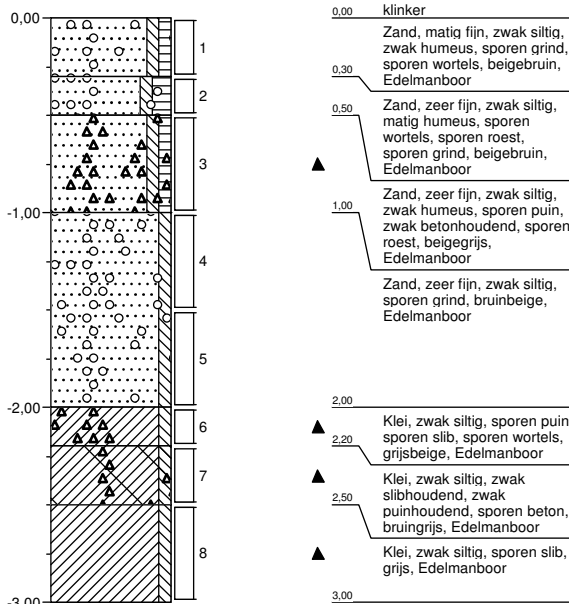 0,00
-1,00
-2,00
-3,00
1
2
3
4
5
6
7
8
0,00
klinker
Zand, matig fijn, zwak siltig,
zwak humeus, sporen grind,
sporen wortels, beigebruin,
Edelmanboor
0,30
0,50
Zand, zeer fijn, zwak siltig,
matig humeus, sporen
wortels, sporen roest,
sporen grind, beigebruin,
Edelmanboor
1,00
Zand, zeer fijn, zwak siltig,
zwak humeus, sporen puin,
zwak betonhoudend, sporen
roest, beigegrijs,
Edelmanboor
Zand, zeer fijn, zwak siltig,
sporen grind, bruinbeige,
Edelmanboor
2,00
Klei, zwak siltig, sporen puin
sporen slib, sporen wortels,
grijsbeige, Edelmanboor
2,20
Klei, zwak siltig, zwak
slibhoudend, zwak
puinhoudend, sporen beton,
bruingrijs, Edelmanboor
2,50
Klei, zwak siltig, sporen slib,
grijs, Edelmanboor
3,00